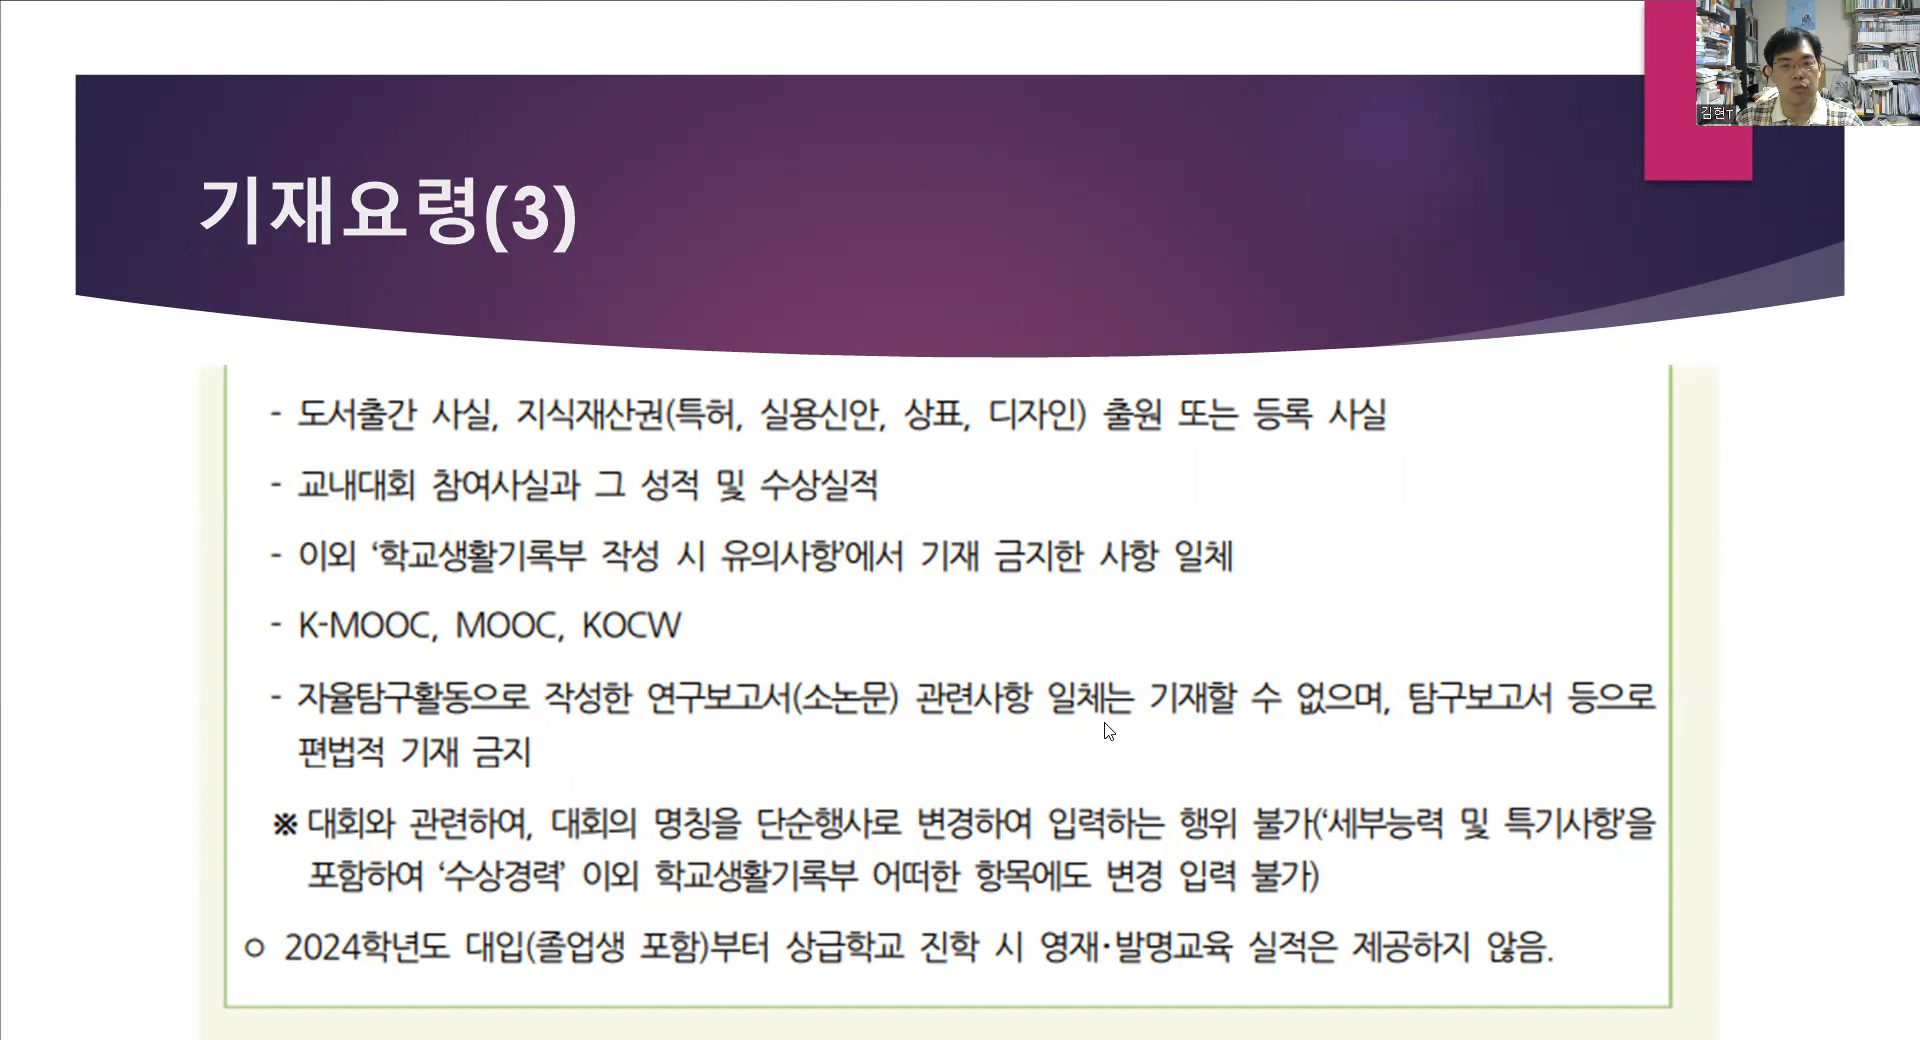 김현T
기재요령(3)
- 도서출간 사실, 지식재산권(특허, 실용신안, 상표, 디자인) 출원 또는 등록 사실
- 교내대회 참여사실과 그 성적 및 수상실적
- 이외 ‘학교생활기록부 작성 시 유의사항’에서 기재 금지한 사항 일체
- K-MOOC, MOOC, KOCW
- 자율탐구활동으로 작성한 연구보고서(소논문) 관련사항 일체는 기재할 수 없으며, 탐구보고서 등으로
편법적 기재 금지
※ 대회와 관련하여, 대회의 명칭을 단순행사로 변경하여 입력하는 행위 불가(‘세부능력 및 특기사항’을
포함하여 ‘수상경력’ 이외 학교생활기록부 어떠한 항목에도 변경 입력 불가)
○ 2024학년도 대입(졸업생 포함)부터 상급학교 진학 시 영재·발명교육 실적은 제공하지 않음.